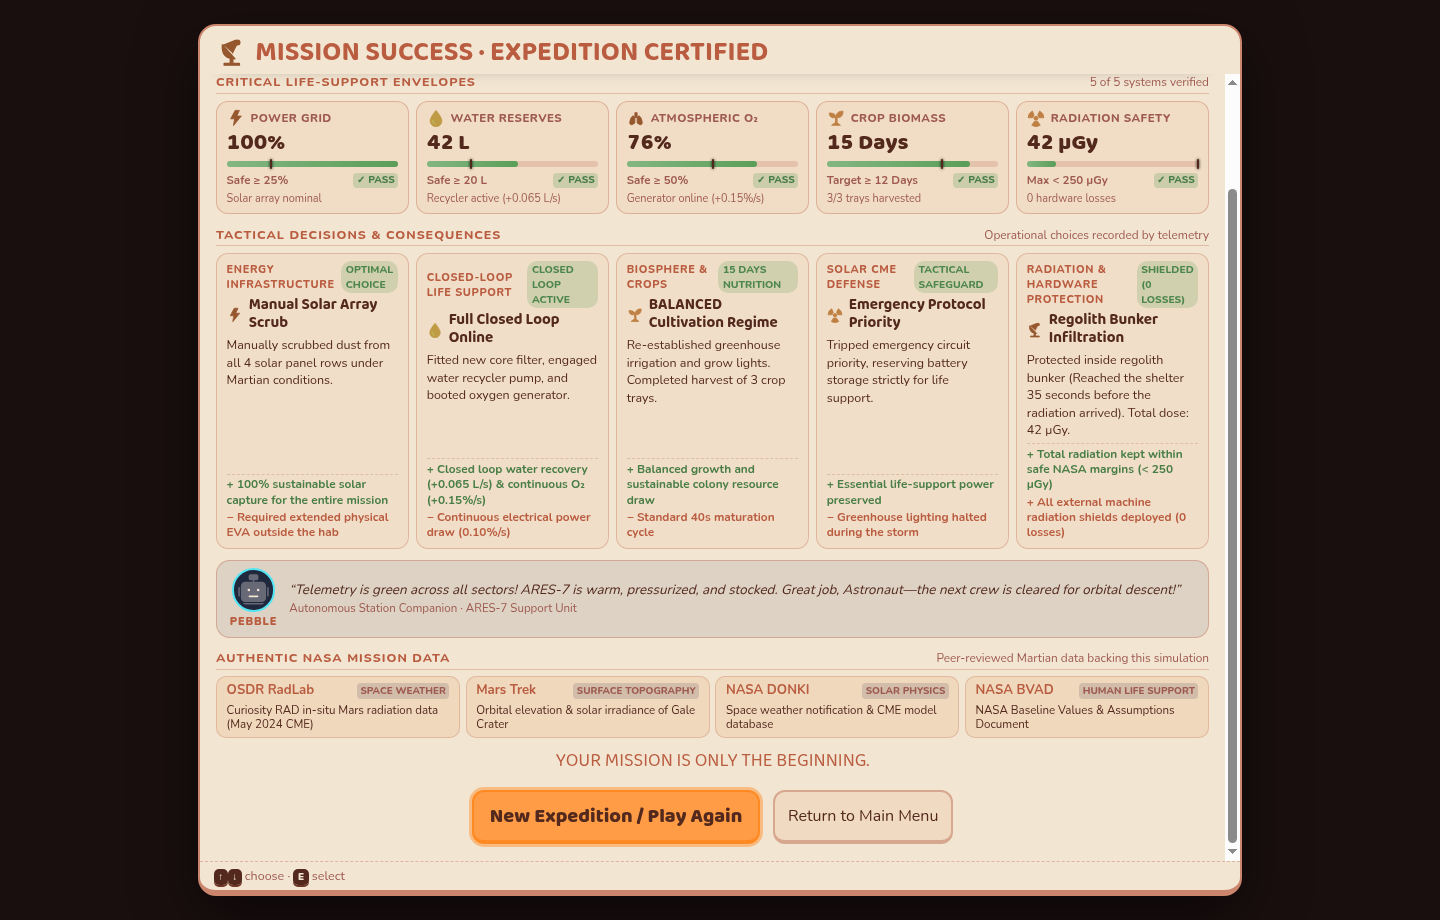 MISSION SUCCESS · EXPEDITION CERTIFIED
CRITICAL LIFE-SUPPORT ENVELOPES
5 of 5 systems verified
POWER GRID
100%
Safe ≥ 25%
✓ PASS
Solar array nominal
WATER RESERVES
42 L
Safe ≥ 20 L
✓ PASS
Recycler active (+0.065 L/s)
ATMOSPHERIC O₂
76%
Safe ≥ 50%
✓ PASS
Generator online (+0.15%/s)
CROP BIOMASS
15 Days
Target ≥ 12 Days
✓ PASS
3/3 trays harvested
RADIATION SAFETY
42 µGy
Max < 250 µGy
✓ PASS
0 hardware losses
TACTICAL DECISIONS & CONSEQUENCES
Operational choices recorded by telemetry
ENERGY
INFRASTRUCTURE
OPTIMAL
CHOICE
Manual Solar Array
Scrub
Manually scrubbed dust from
all 4 solar panel rows under
Martian conditions.
+ 100% sustainable solar
capture for the entire mission
− Required extended physical
EVA outside the hab
CLOSED-LOOP
LIFE SUPPORT
CLOSED
LOOP
ACTIVE
Full Closed Loop
Online
Fitted new core filter, engaged
water recycler pump, and
booted oxygen generator.
+ Closed loop water recovery
(+0.065 L/s) & continuous O₂
(+0.15%/s)
− Continuous electrical power
draw (0.10%/s)
BIOSPHERE &
CROPS
15 DAYS
NUTRITION
BALANCED
Cultivation Regime
Re-established greenhouse
irrigation and grow lights.
Completed harvest of 3 crop
trays.
+ Balanced growth and
sustainable colony resource
draw
− Standard 40s maturation
cycle
SOLAR CME
DEFENSE
TACTICAL
SAFEGUARD
Emergency Protocol
Priority
Tripped emergency circuit
priority, reserving battery
storage strictly for life
support.
+ Essential life-support power
preserved
− Greenhouse lighting halted
during the storm
RADIATION &
HARDWARE
PROTECTION
SHIELDED
(0
LOSSES)
Regolith Bunker
Infiltration
Protected inside regolith
bunker (Reached the shelter
35 seconds before the
radiation arrived). Total dose:
42 µGy.
+ Total radiation kept within
safe NASA margins (< 250
µGy)
+ All external machine
radiation shields deployed (0
losses)
PEBBLE
“Telemetry is green across all sectors! ARES-7 is warm, pressurized, and stocked. Great job, Astronaut—the next crew is cleared for orbital descent!”
Autonomous Station Companion · ARES-7 Support Unit
AUTHENTIC NASA MISSION DATA
Peer-reviewed Martian data backing this simulation
OSDR RadLab
SPACE WEATHER
Curiosity RAD in-situ Mars radiation data
(May 2024 CME)
Mars Trek
SURFACE TOPOGRAPHY
Orbital elevation & solar irradiance of Gale
Crater
NASA DONKI
SOLAR PHYSICS
Space weather notification & CME model
database
NASA BVAD
HUMAN LIFE SUPPORT
NASA Baseline Values & Assumptions
Document
YOUR MISSION IS ONLY THE BEGINNING.
New Expedition / Play Again
Return to Main Menu
↑ ↓ choose · E select